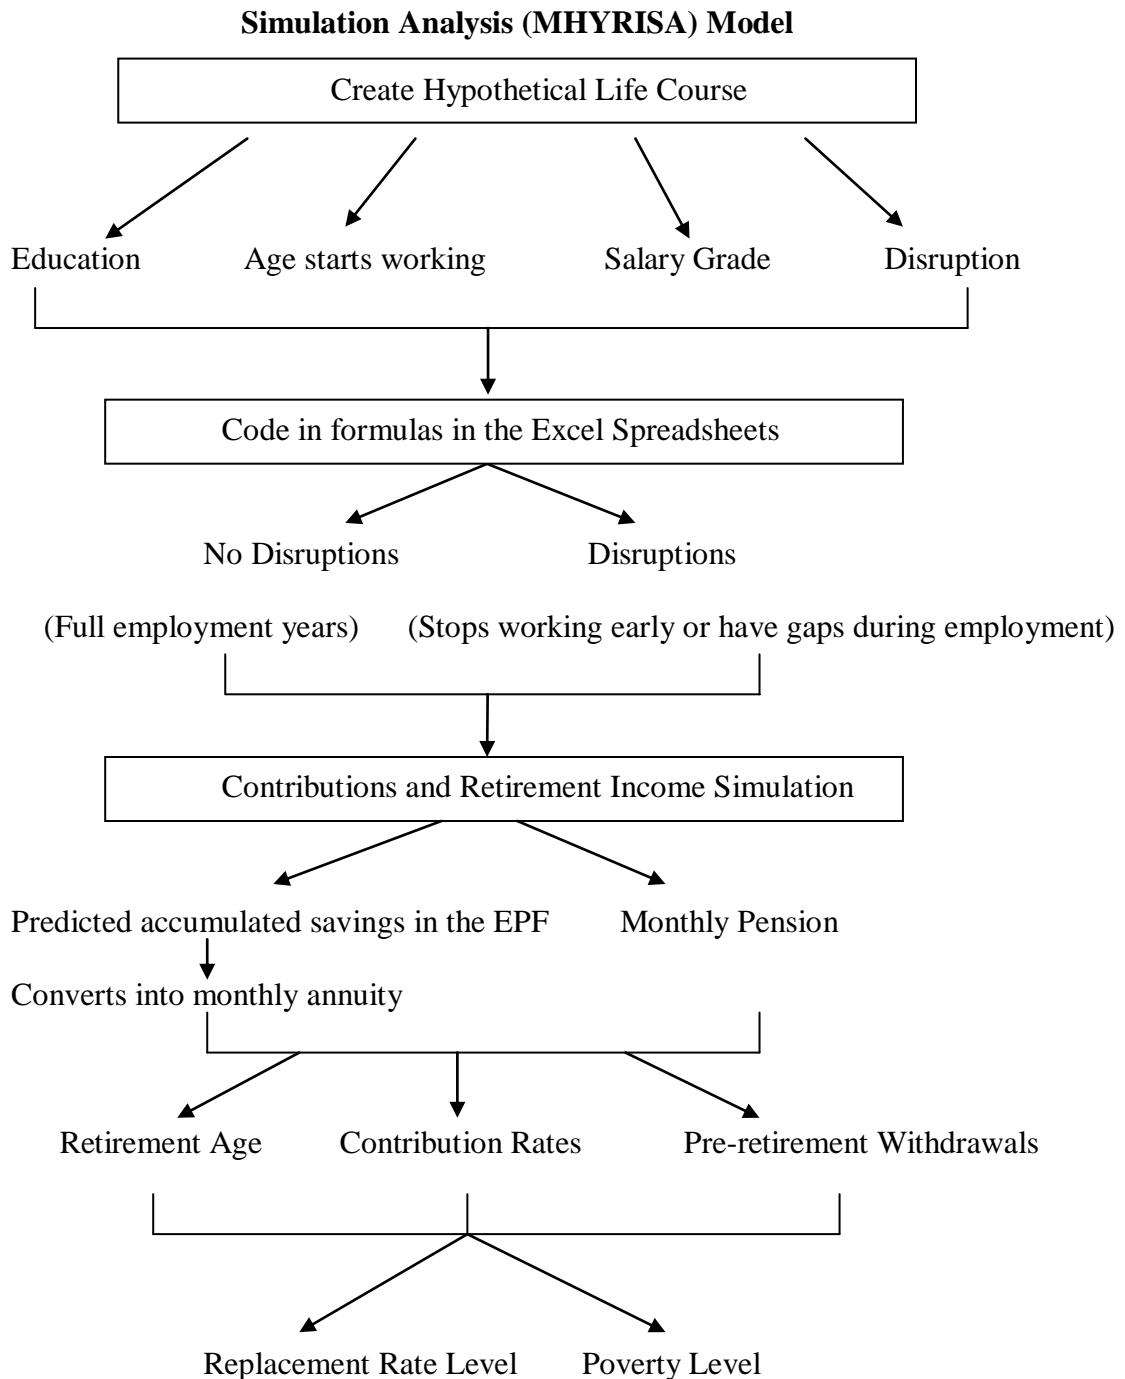 Simulation Analysis (MHYRISA) Model
Create Hypothetical Life Course
Education Age starts working Salary Grade Disruption
Code in formulas in the Excel Spreadsheets
No Disruptions Disruptions
(Full employment years) (Stops working early or have gaps during employment)
Contributions and Retirement Income Simulation
Predicted accumulated savings in the EPF Monthly Pension
Converts into monthly annuity
Retirement Age Contribution Rates Pre-retirement Withdrawals
Replacement Rate Level Poverty Level